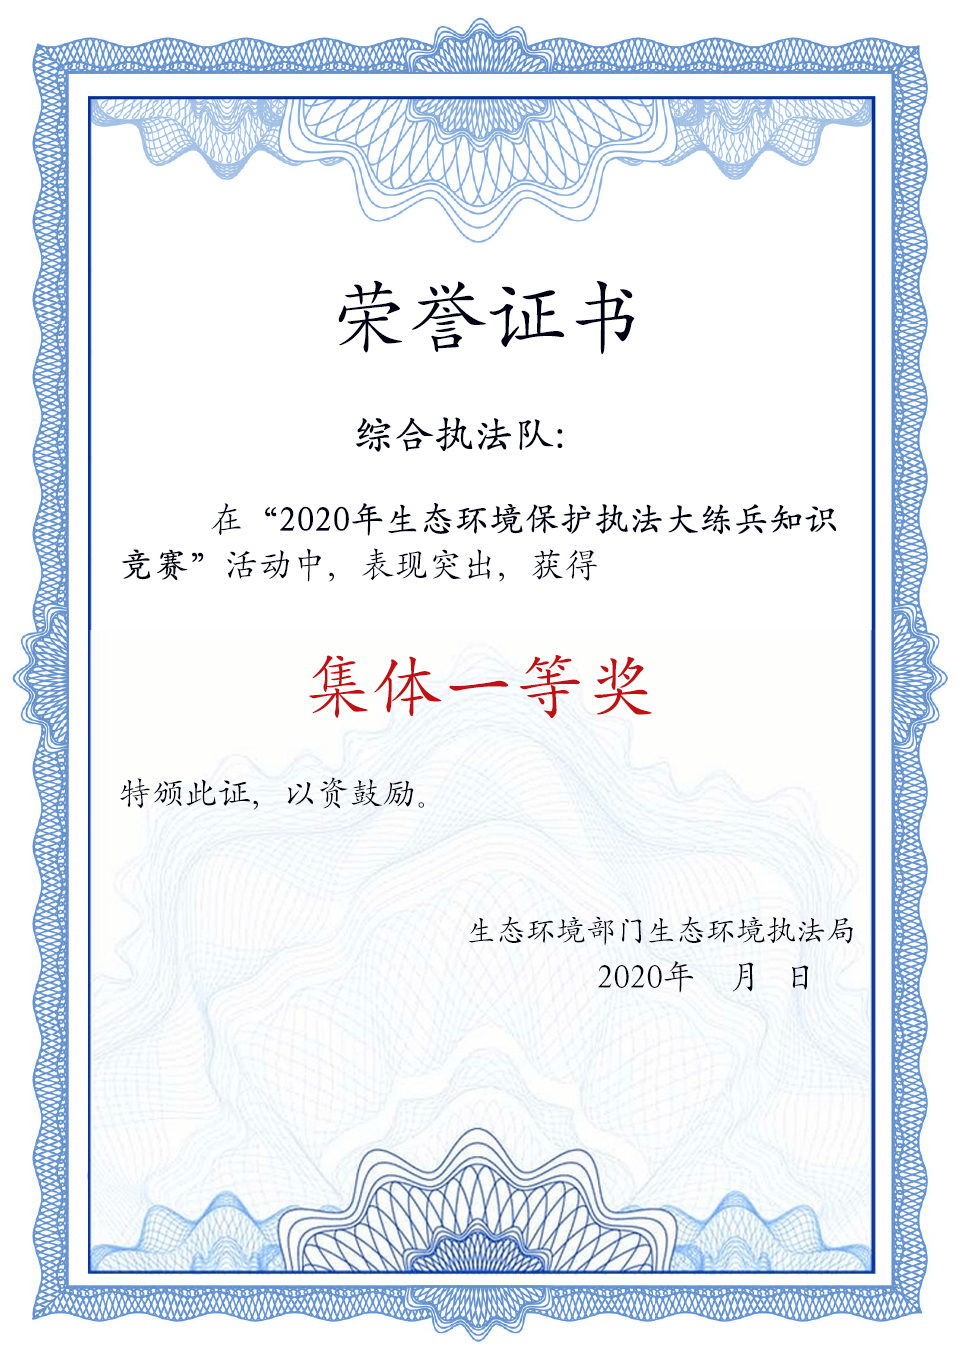 荣誉证书
综合执法队:
在“2020年生态环境保护执法大练兵知识
竞赛”活动中，表现突出，获得
集体一等奖
特颁此证，以资鼓励。
生态环境部门生态环境执法局
2020年 月 日